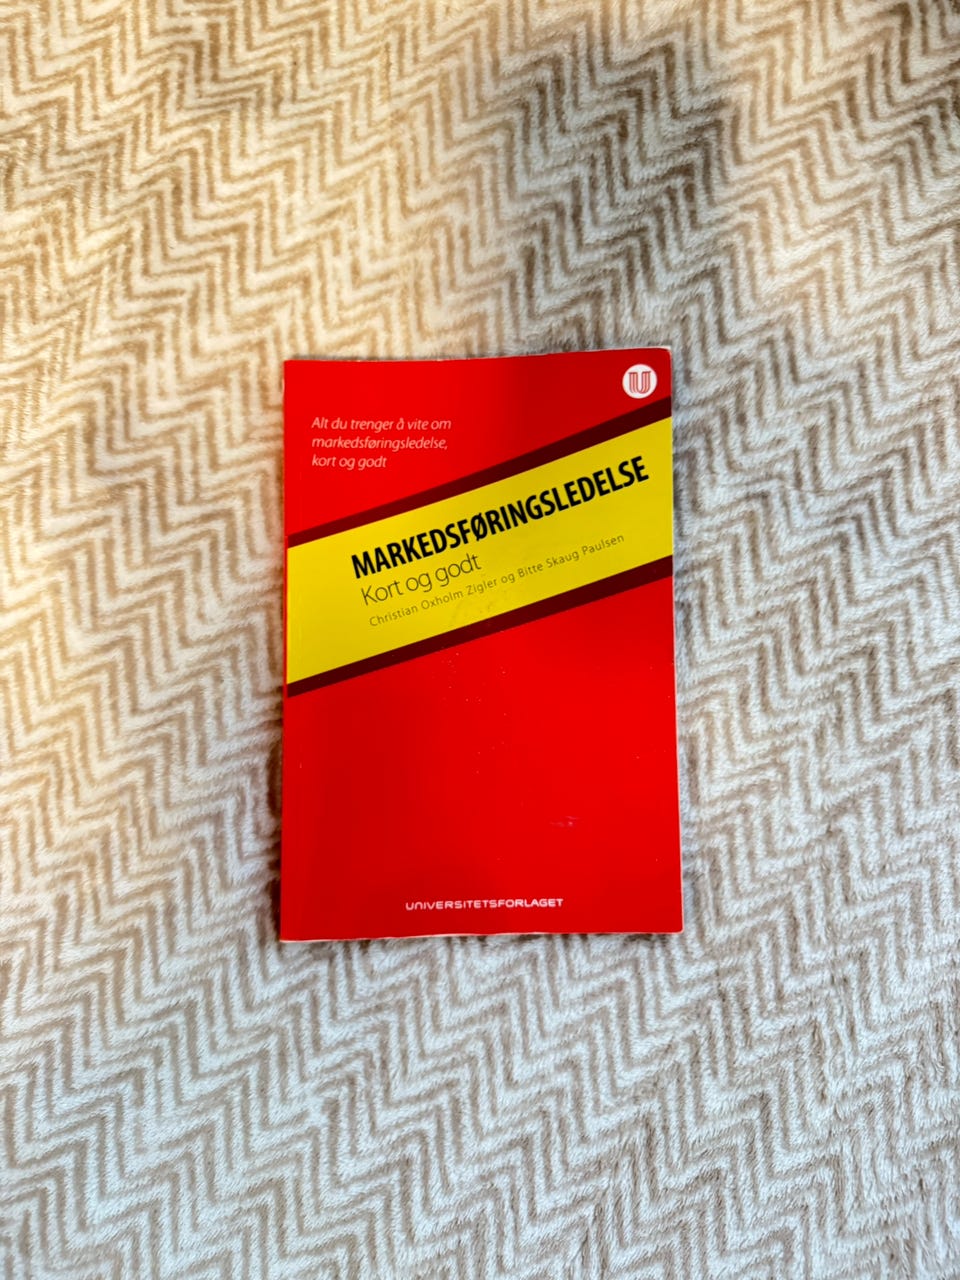 U
Alt du trenger å vite om
markedsføringsledelse,
kort og godt
MARKEDSFØRINGSLEDELSE
Kort og godt
Christian Oxholm Zigler og Bitte Skaug Paulsen
UNIVERSITETSFORLAGET